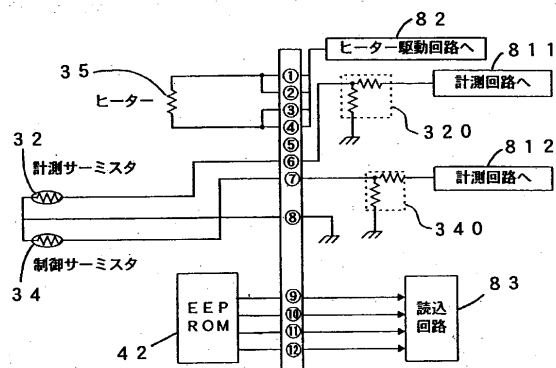 82
ヒーター駆動回路へ
811
35
計測回路へ
ヒーター
①
②
③
④
⑤
⑥
⑦
⑧
⑨
⑩
⑪
⑫
320
32
計測サーミスタ
812
計測回路へ
340
制御サーミスタ
34
EEP
ROM
42
83
読込
回路